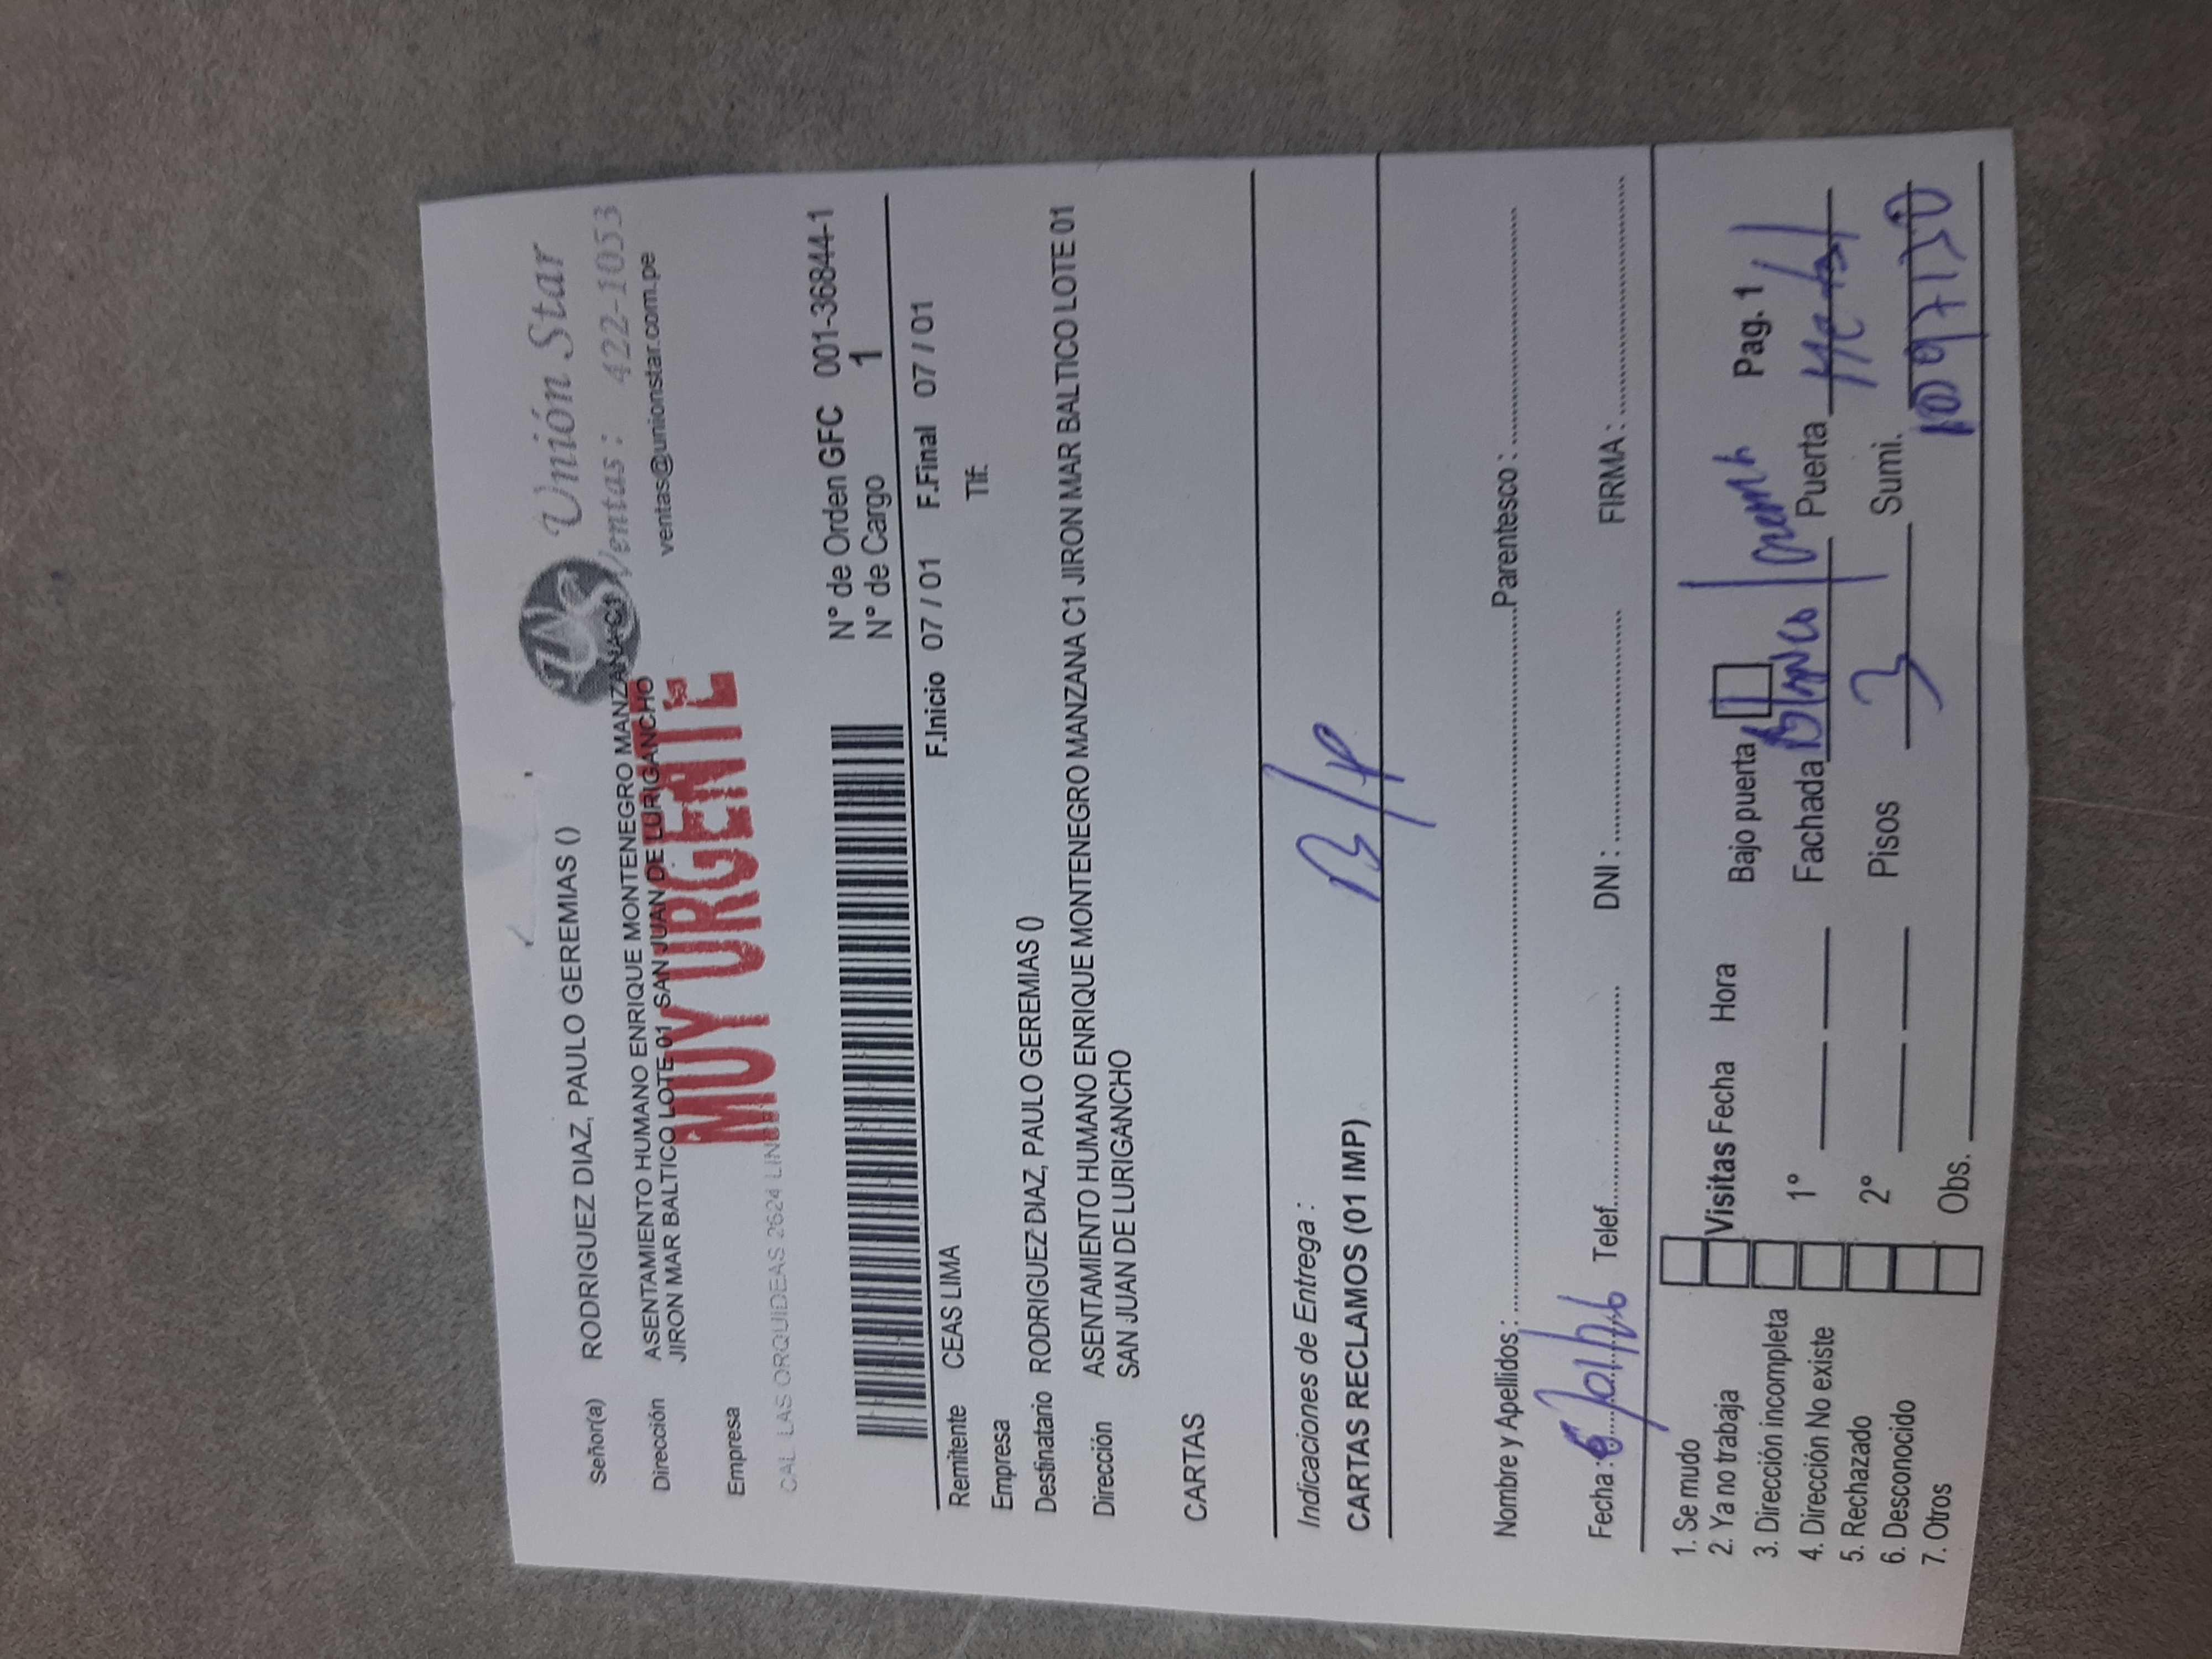 Unión Star
Ventas: 422-1053
ventas@unionstar.com.pe
Señor(a) RODRIGUEZ DIAZ, PAULO GEREMIAS ()
Dirección ASENTAMIENTO HUMANO ENRIQUE MONTENEGRO MANZANA C1
JIRON MAR BALTICO LOTE 01 SAN JUAN DE LURIGANCHO
MUY URGENTE
Empresa
CAL LAS ORQUIDEAS 2624
N° de Orden GFC 001-36844-1
N° de Cargo 1
F.Inicio 07 / 01 F.Final 07 / 01
Remitente CEAS LIMA Tlf.
Empresa
Destinatario RODRIGUEZ DIAZ, PAULO GEREMIAS ()
Dirección ASENTAMIENTO HUMANO ENRIQUE MONTENEGRO MANZANA C1 JIRON MAR BALTICO LOTE 01
SAN JUAN DE LURIGANCHO
CARTAS
Indicaciones de Entrega :
CARTAS RECLAMOS (01 IMP)
B/P
Nombre y Apellidos : Parentesco :
Fecha : Telef. DNI : FIRMA :
1. Se mudo
2. Ya no trabaja
3. Dirección incompleta
4. Dirección No existe
5. Rechazado
6. Desconocido
7. Otros
Visitas Fecha Hora Bajo puerta Pag. 1
1° Fachada Blanco / crema Puerta Metal
2° Pisos 3 Sumi.
Obs.